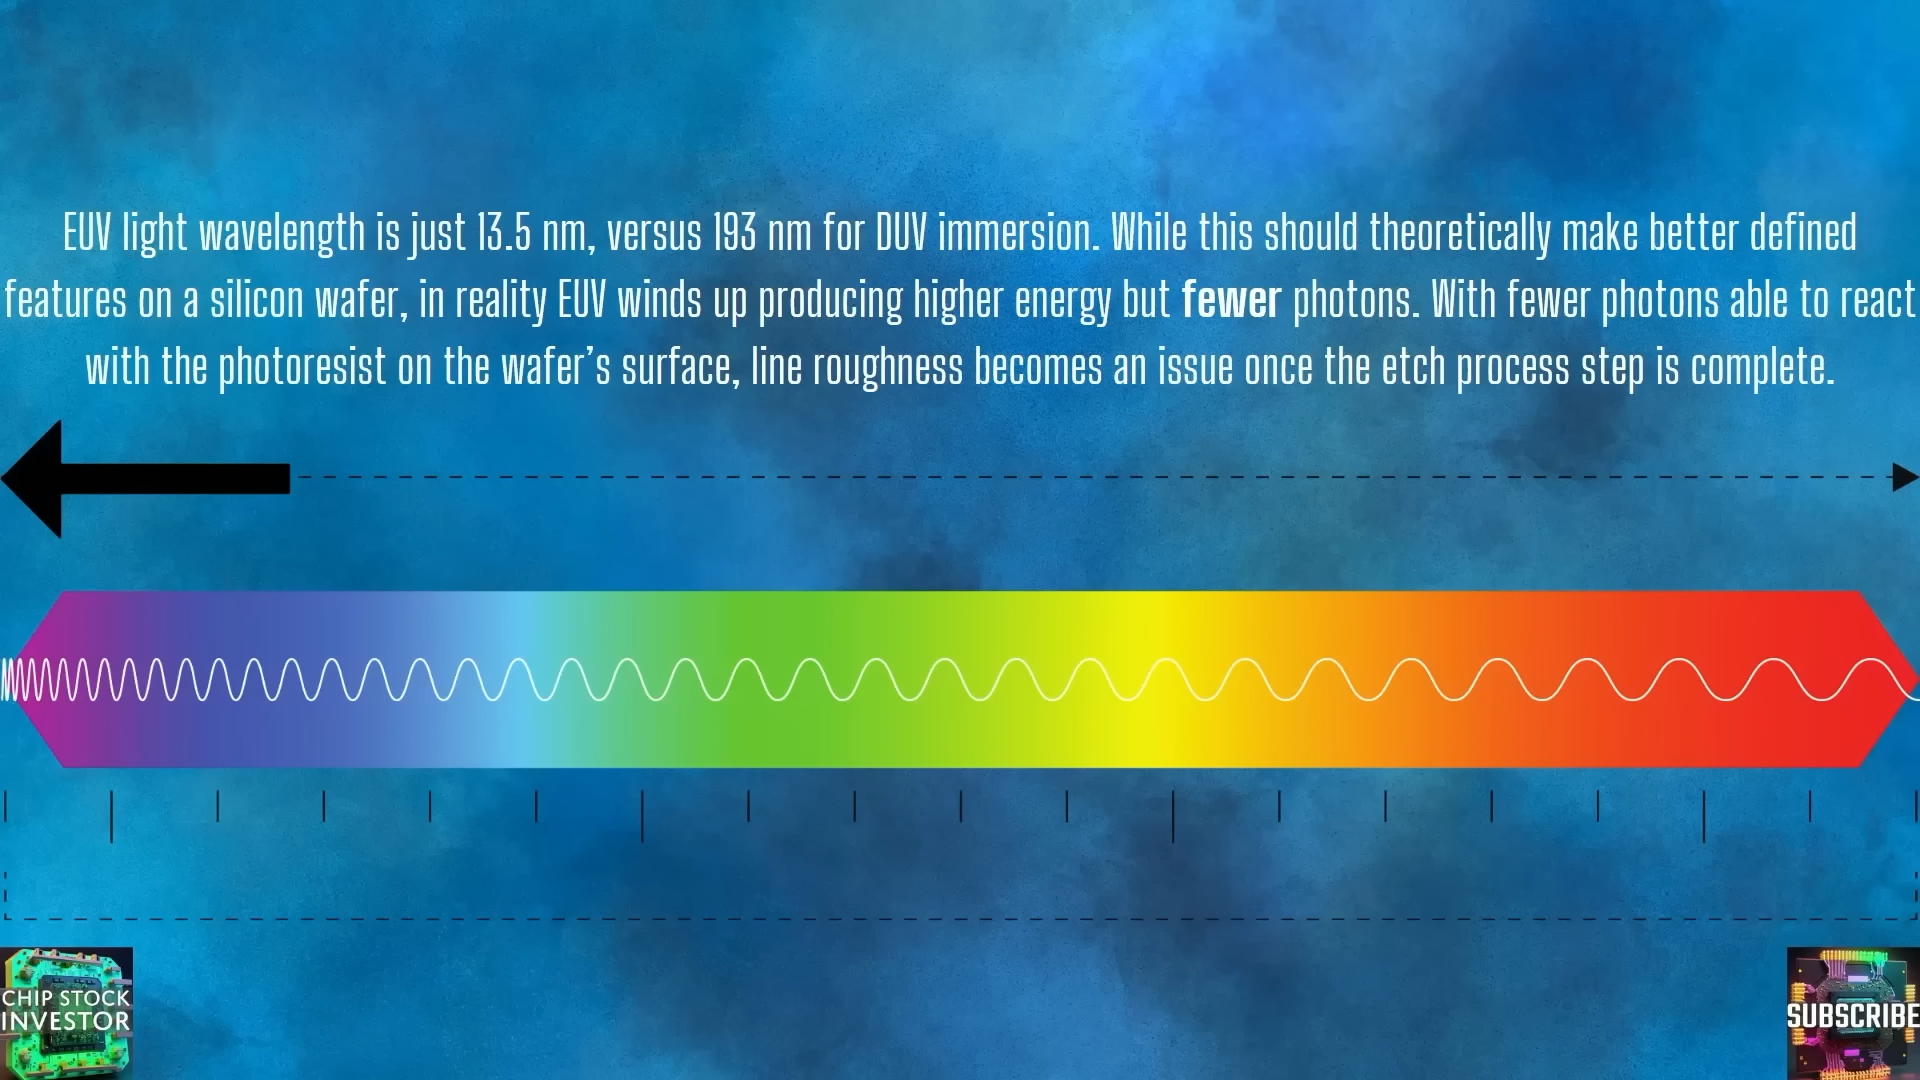 EUV light wavelength is just 13.5 nm, versus 193 nm for DUV immersion. While this should theoretically make better defined
features on a silicon wafer, in reality EUV winds up producing higher energy but fewer photons. With fewer photons able to react
with the photoresist on the wafer’s surface, line roughness becomes an issue once the etch process step is complete.
CHIP STOCK
INVESTOR
SUBSCRIBE